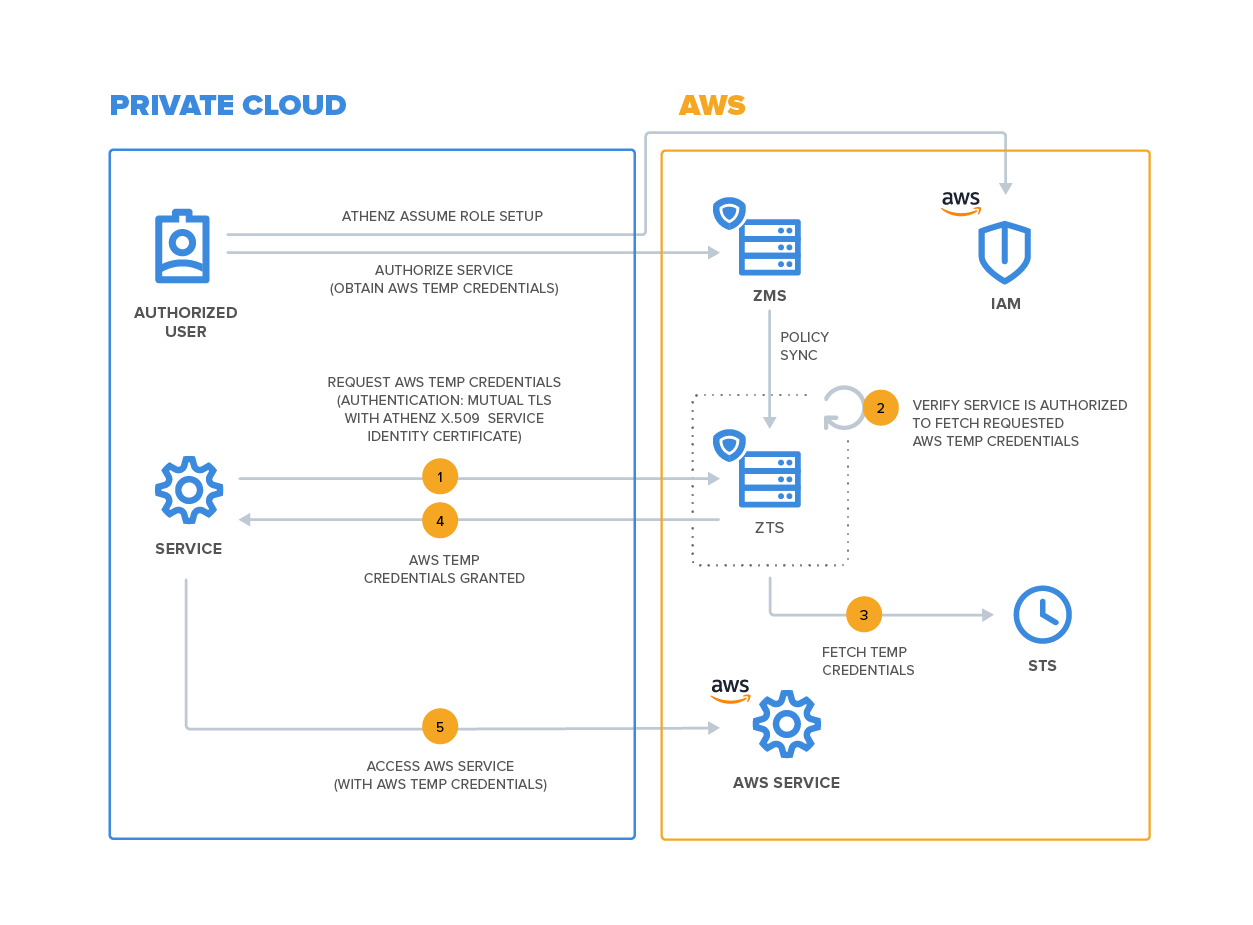 PRIVATE CLOUD
AWS
ATHENZ ASSUME ROLE SETUP
AUTHORIZE SERVICE
(OBTAIN AWS TEMP CREDENTIALS)
AUTHORIZED
USER
aws
ZMS
IAM
POLICY
SYNC
REQUEST AWS TEMP CREDENTIALS
(AUTHENTICATION: MUTUAL TLS
WITH ATHENZ X.509 SERVICE
IDENTITY CERTIFICATE)
2
VERIFY SERVICE IS AUTHORIZED
TO FETCH REQUESTED
AWS TEMP CREDENTIALS
1
4
SERVICE
ZTS
AWS TEMP
CREDENTIALS GRANTED
3
FETCH TEMP
CREDENTIALS
STS
aws
5
ACCESS AWS SERVICE
(WITH AWS TEMP CREDENTIALS)
AWS SERVICE